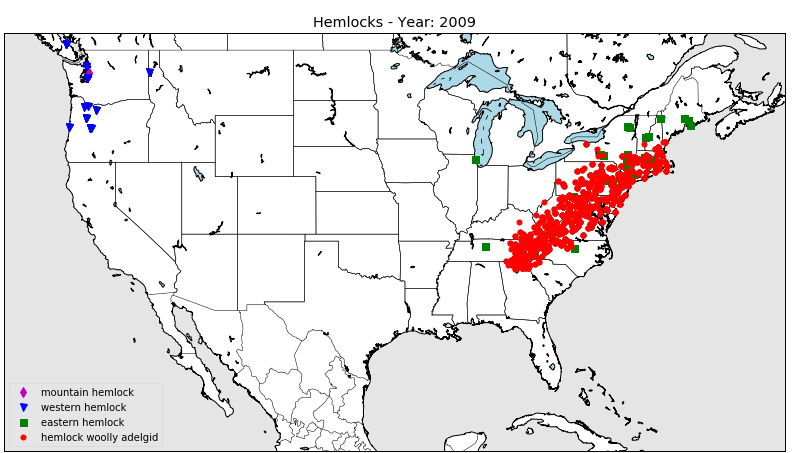 Hemlocks - Year: 2009
mountain hemlock
western hemlock
eastern hemlock
hemlock woolly adelgid